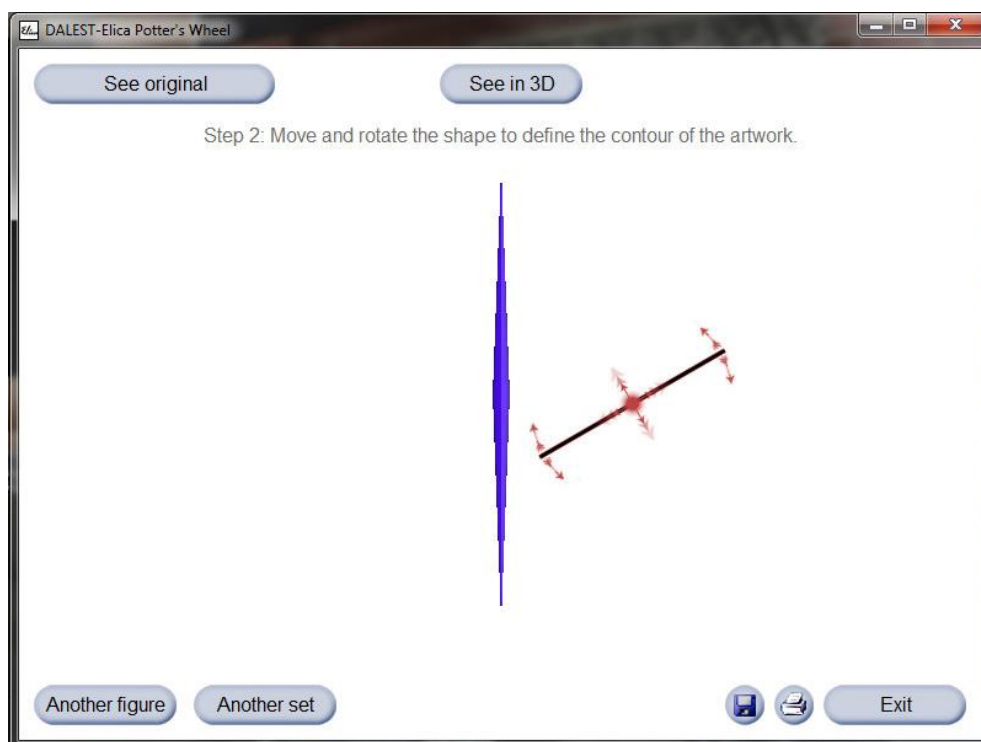 DALEST-Elica Potter's Wheel
See original
See in 3D
Step 2: Move and rotate the shape to define the contour of the artwork.
Another figure
Another set
Exit